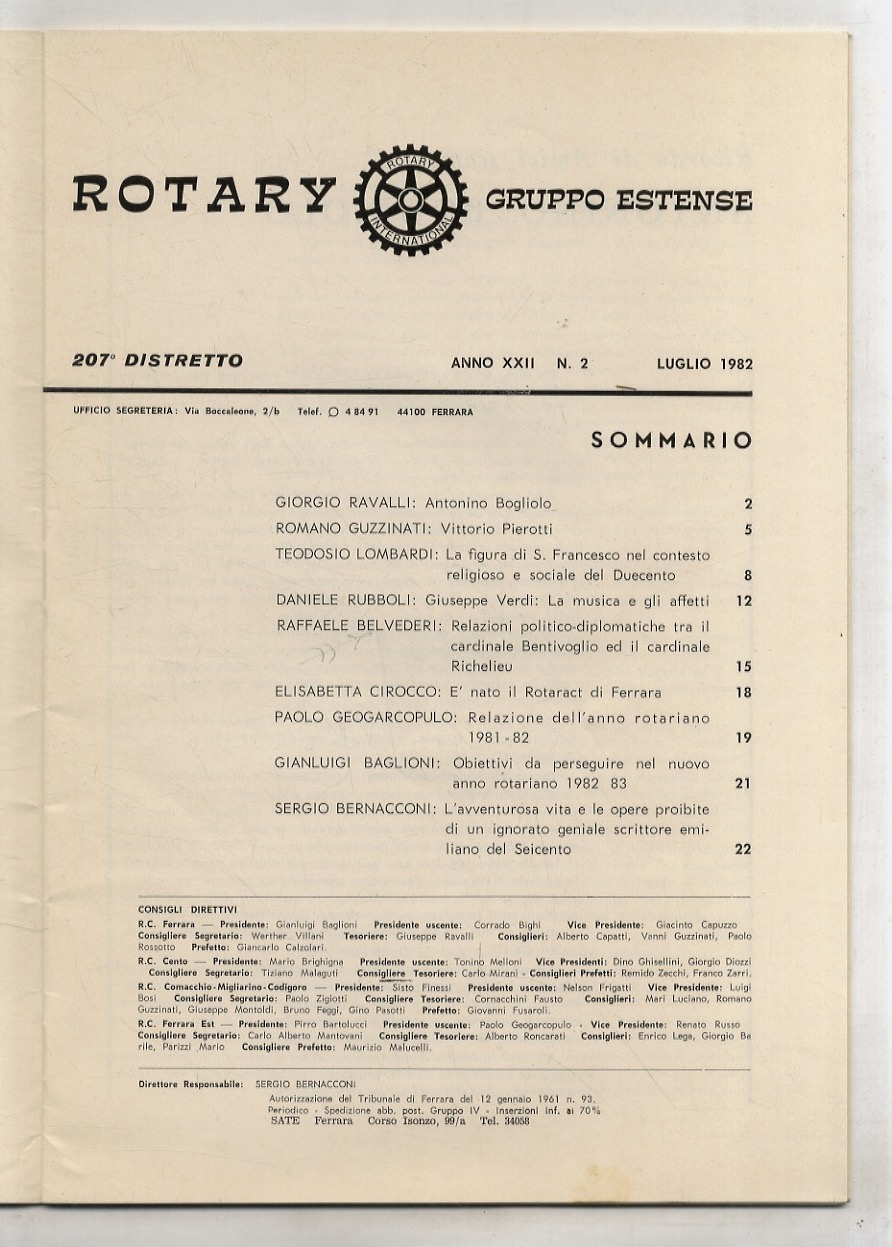 ROTARY ROTARY INTERNATIONAL GRUPPO ESTENSE
207° DISTRETTO ANNO XXII N. 2 LUGLIO 1982
UFFICIO SEGRETERIA: Via Boccaleone, 2/b Telef. 4 84 91 44100 FERRARA
SOMMARIO
GIORGIO RAVALLI: Antonino Bogliolo 2
ROMANO GUZZINATI: Vittorio Pierotti 5
TEODOSIO LOMBARDI: La figura di S. Francesco nel contesto
religioso e sociale del Duecento 8
DANIELE RUBBOLI: Giuseppe Verdi: La musica e gli affetti 12
RAFFAELE BELVEDERI: Relazioni politico-diplomatiche tra il
cardinale Bentivoglio ed il cardinale
Richelieu 15
ELISABETTA CIROCCO: E' nato il Rotaract di Ferrara 18
PAOLO GEOGARCOPULO: Relazione dell'anno rotariano
1981-82 19
GIANLUIGI BAGLIONI: Obiettivi da perseguire nel nuovo
anno rotariano 1982 83 21
SERGIO BERNACCONI: L'avventurosa vita e le opere proibite
di un ignorato geniale scrittore emi-
liano del Seicento 22
CONSIGLI DIRETTIVI
R.C. Ferrara — Presidente: Gianluigi Baglioni Presidente uscente: Corrado Bighi Vice Presidente: Giacinto Capuzzo
Consigliere Segretario: Werther Villani Tesoriere: Giuseppe Ravalli Consiglieri: Alberto Capatti, Vanni Guzzinati, Paolo
Rossotto Prefetto: Giancarlo Calzolari.
R.C. Cento — Presidente: Mario Brighigna Presidente uscente: Tonino Melloni Vice Presidenti: Dino Ghisellini, Giorgio Diozzi
Consigliere Segretario: Tiziano Malaguti Consigliere Tesoriere: Carlo Mirani - Consiglieri Prefetti: Remido Zecchi, Franco Zarri.
R.C. Comacchio-Migliarino-Codigoro — Presidente: Sisto Finessi Presidente uscente: Nelson Frigatti Vice Presidente: Luigi
Bosi Consigliere Segretario: Paolo Zigiotti Consigliere Tesoriere: Cornacchini Fausto Consiglieri: Mari Luciano, Romano
Guzzinati, Giuseppe Montoldi, Bruno Feggi, Gino Pasotti Prefetto: Giovanni Fusaroli.
R.C. Ferrara Est — Presidente: Pirro Bartolucci Presidente uscente: Paolo Geogarcopulo - Vice Presidente: Renato Russo
Consigliere Segretario: Carlo Alberto Mantovani Consigliere Tesoriere: Alberto Roncarati Consiglieri: Enrico Lega, Giorgio Ba
rile, Parizzi Mario Consigliere Prefetto: Maurizio Malucelli.
Direttore Responsabile: SERGIO BERNACCONI
Autorizzazione del Tribunale di Ferrara del 12 gennaio 1961 n. 93.
Periodico - Spedizione abb. post. Gruppo IV - Inserzioni inf. ai 70%
SATE Ferrara Corso Isonzo, 99/a Tel. 34058